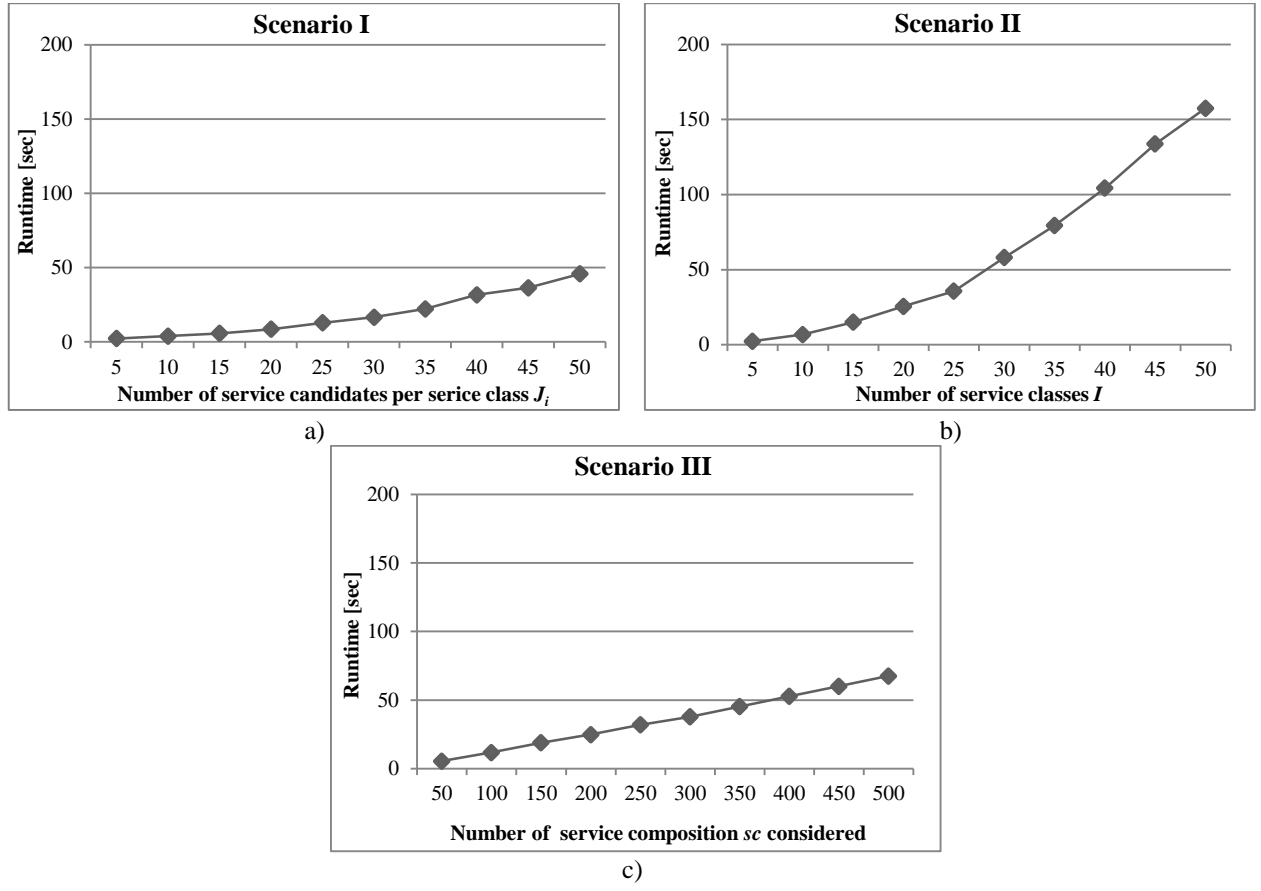 Scenario I
200
150
100
50
0
Runtime [sec]
5 10 15 20 25 30 35 40 45 50
Number of service candidates per serice class Ji
a)
Scenario II
200
150
100
50
0
Runtime [sec]
5 10 15 20 25 30 35 40 45 50
Number of service classes I
b)
Scenario III
200
150
100
50
0
Runtime [sec]
50 100 150 200 250 300 350 400 450 500
Number of service composition sc considered
c)